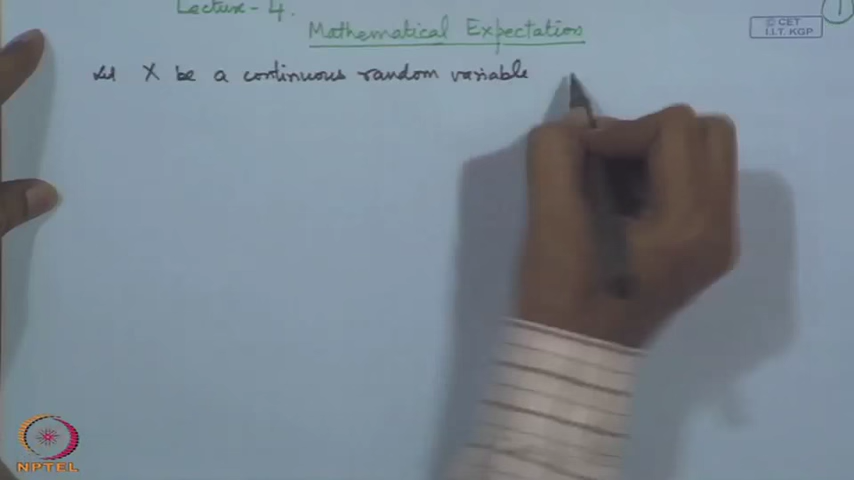 Lecture-4.
1
Mathematical Expectation
© CET
I.I.T. KGP
Let X be a continuous random variable
NPTEL